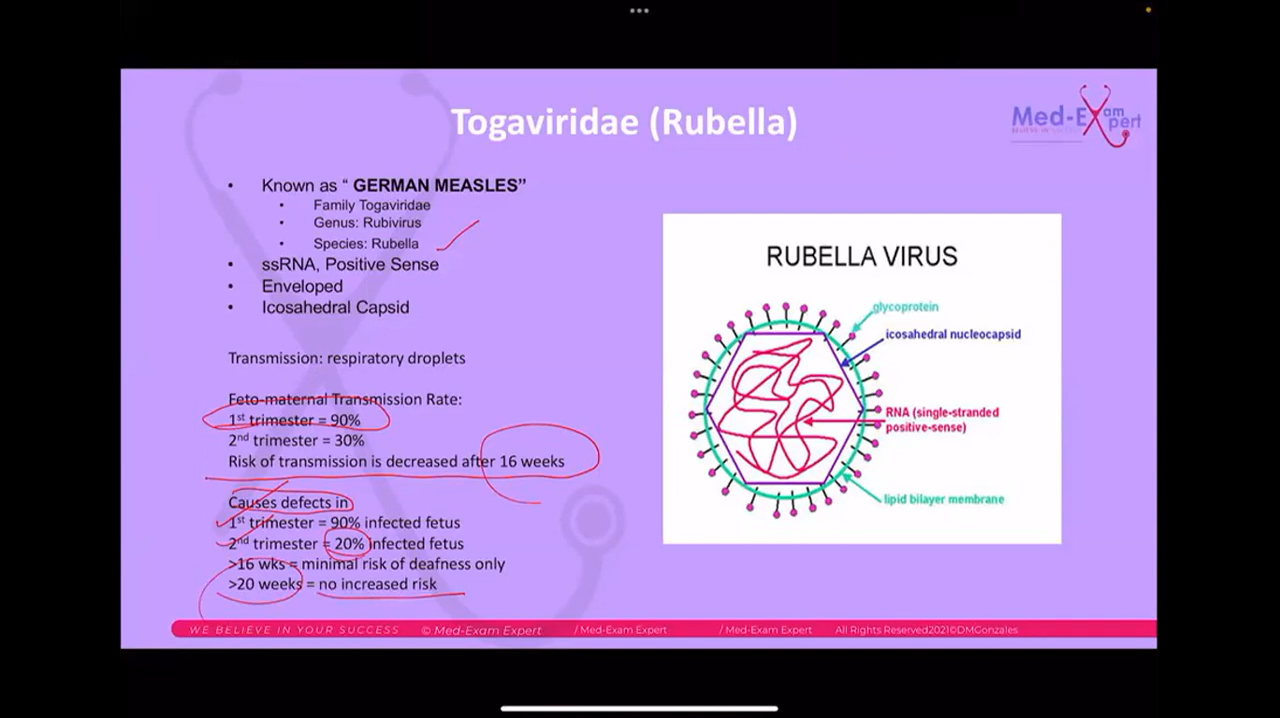 Togaviridae (Rubella)
Med-Exam Expert
• Known as “ GERMAN MEASLES”
• Family Togaviridae
• Genus: Rubivirus
• Species: Rubella
• ssRNA, Positive Sense
• Enveloped
• Icosahedral Capsid
Transmission: respiratory droplets
Feto-maternal Transmission Rate:
1st trimester = 90%
2nd trimester = 30%
Risk of transmission is decreased after 16 weeks
Causes defects in
1st trimester = 90% infected fetus
2nd trimester = 20% infected fetus
>16 wks = minimal risk of deafness only
>20 weeks = no increased risk
RUBELLA VIRUS
glycoprotein
icosahedral nucleocapsid
RNA (single-stranded
positive-sense)
lipid bilayer membrane
WE BELIEVE IN YOUR SUCCESS © Med-Exam Expert / Med-Exam Expert / Med-Exam Expert All Rights Reserved2021©DMGonzales